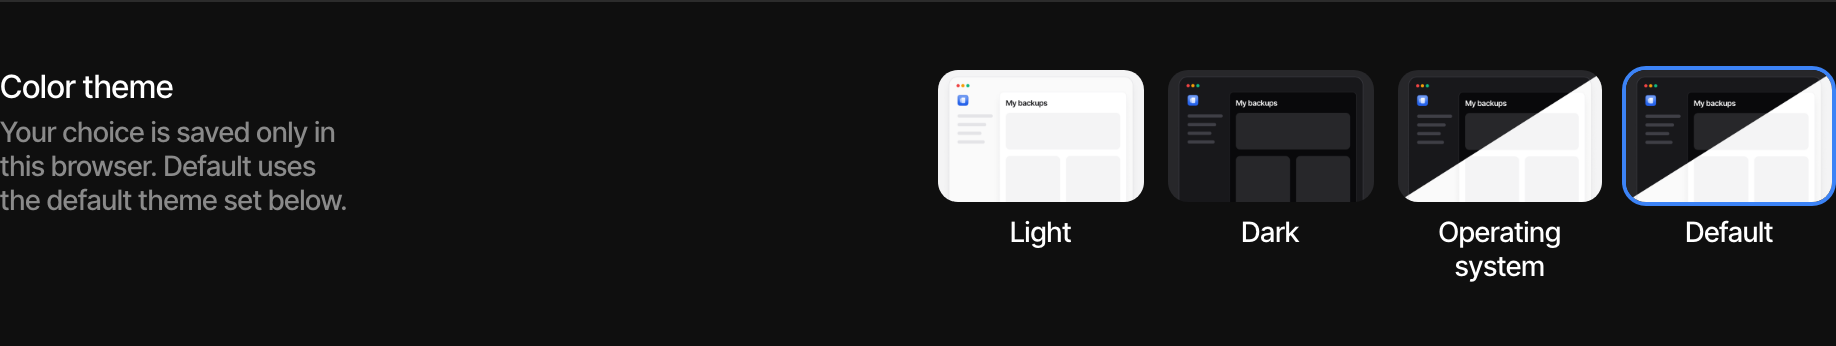 Color theme
Your choice is saved only in
this browser. Default uses
the default theme set below.
My backups
My backups
My backups
My backups
Light
Dark
Operating
system
Default